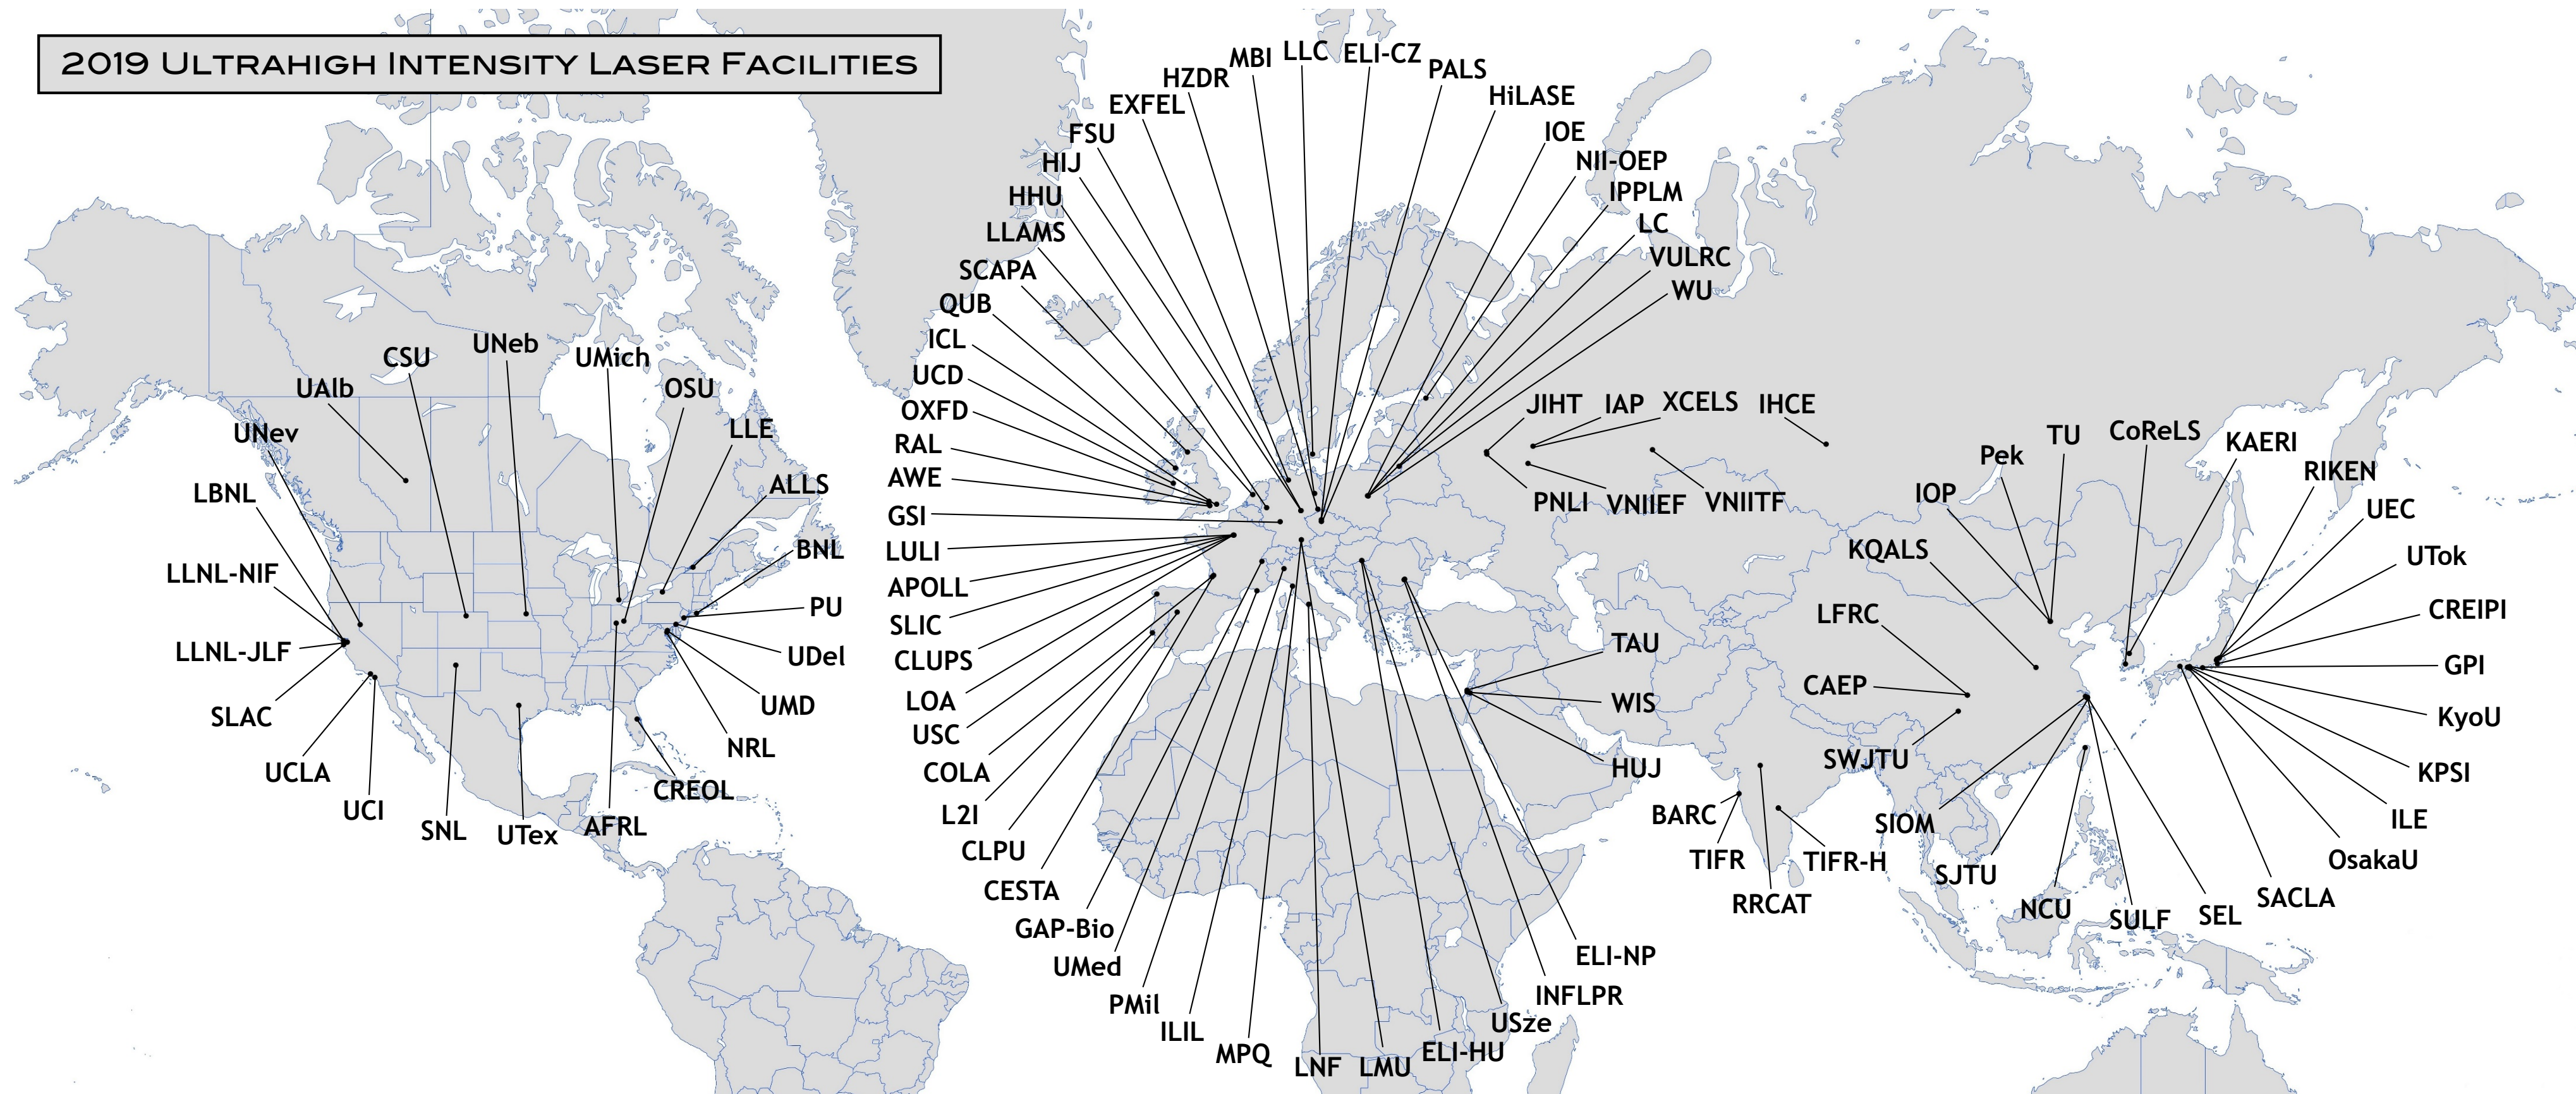 2019 ULTRAHIGH INTENSITY LASER FACILITIES
UNeb
UMich
CSU
OSU
UAlb
LLE
UNev
ALLS
LBNL
BNL
LLNL-NIF
PU
LLNL-JLF
UDel
SLAC
UMD
NRL
UCLA
CREOL
UCI
SNL
UTex
AFRL
MBI
LLC
ELI-CZ
HZDR
PALS
EXFEL
HiLASE
FSU
IOE
HIJ
NII-OEP
HHU
IPPLM
LLAMS
LC
SCAPA
VULRC
QUB
WU
ICL
UCD
OXFD
RAL
AWE
GSI
LULI
APOLL
SLIC
CLUPS
LOA
USC
COLA
L2I
CLPU
CESTA
GAP-Bio
UMed
PMil
ILIL
MPQ
LNF
LMU
ELI-HU
USze
INFLPR
ELI-NP
JIHT
IAP
XCELS
IHCE
PNLI
VNIIEF
VNIITF
TAU
WIS
HUJ
BARC
TIFR
RRCAT
TIFR-H
Pek
TU
CoReLS
KAERI
RIKEN
IOP
UEC
KQALS
UTok
LFRC
CREIPI
CAEP
GPI
SWJTU
KyoU
SIOM
KPSI
SJTU
ILE
NCU
OsakaU
SULF
SEL
SACLA